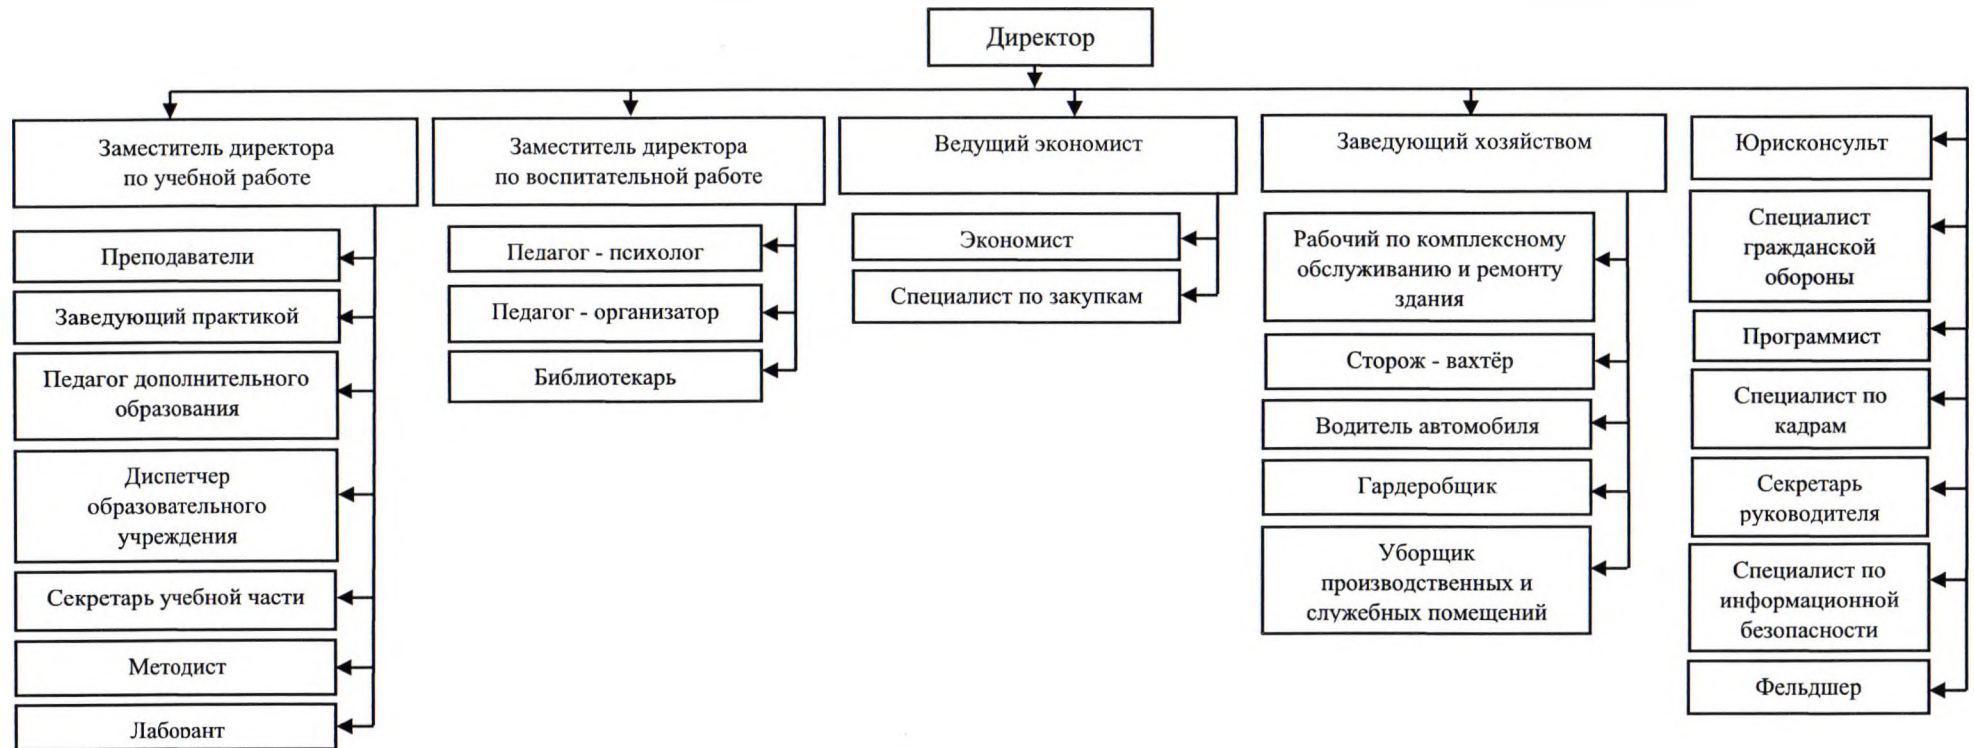 Директор
Заместитель директора
по учебной работе
Преподаватели
Заведующий практикой
Педагог дополнительного
образования
Диспетчер
образовательного
учреждения
Секретарь учебной части
Методист
Лаборант
Заместитель директора
по воспитательной работе
Педагог - психолог
Педагог - организатор
Библиотекарь
Ведущий экономист
Экономист
Специалист по закупкам
Заведующий хозяйством
Рабочий по комплексному
обслуживанию и ремонту
здания
Сторож - вахтёр
Водитель автомобиля
Гардеробщик
Уборщик
производственных и
служебных помещений
Юрисконсульт
Специалист
гражданской
обороны
Программист
Специалист по
кадрам
Секретарь
руководителя
Специалист по
информационной
безопасности
Фельдшер